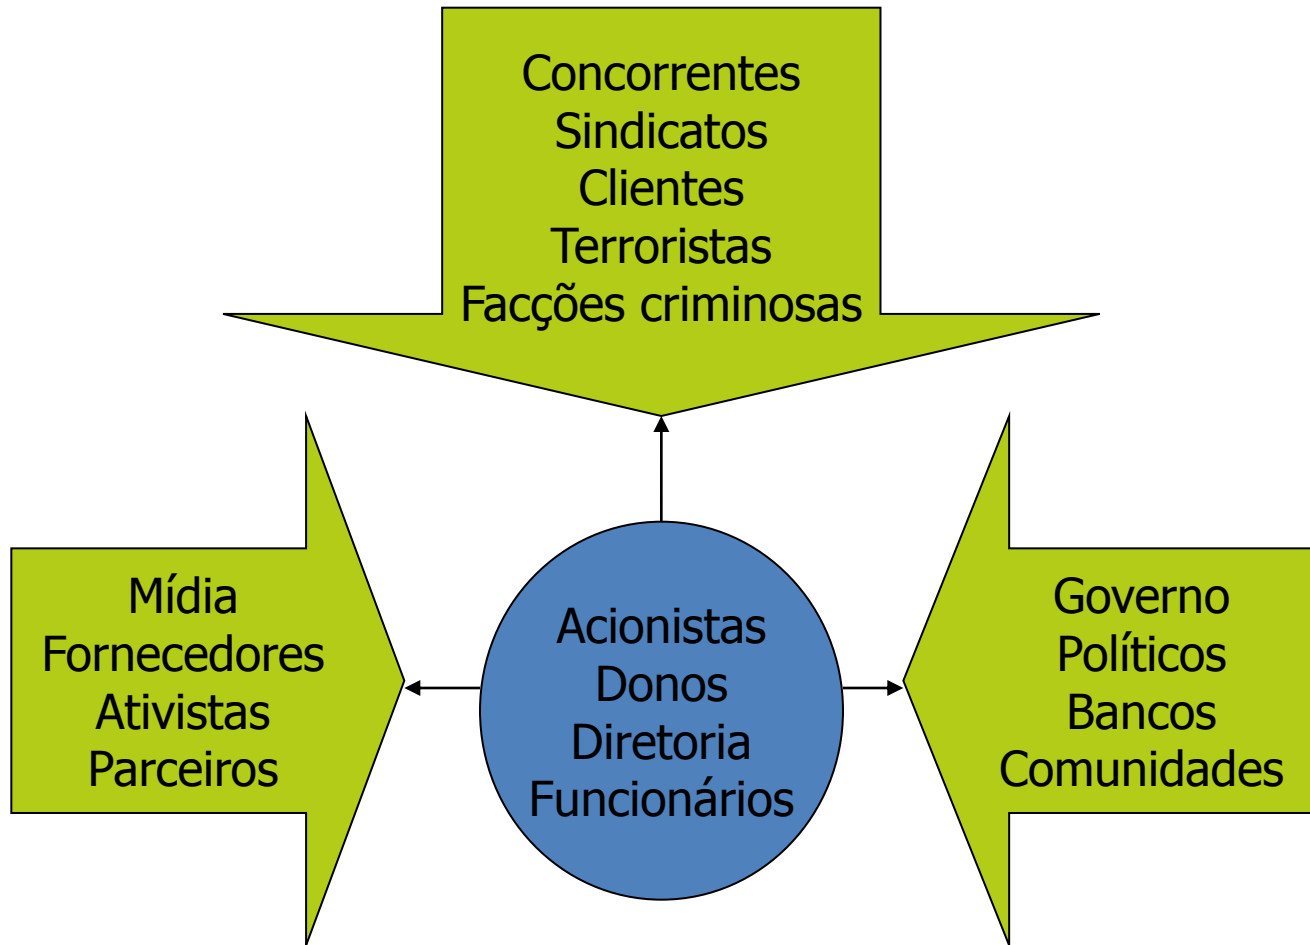 Concorrentes
Sindicatos
Clientes
Terroristas
Facções criminosas
Mídia
Fornecedores
Ativistas
Parceiros
Acionistas
Donos
Diretoria
Funcionários
Governo
Políticos
Bancos
Comunidades